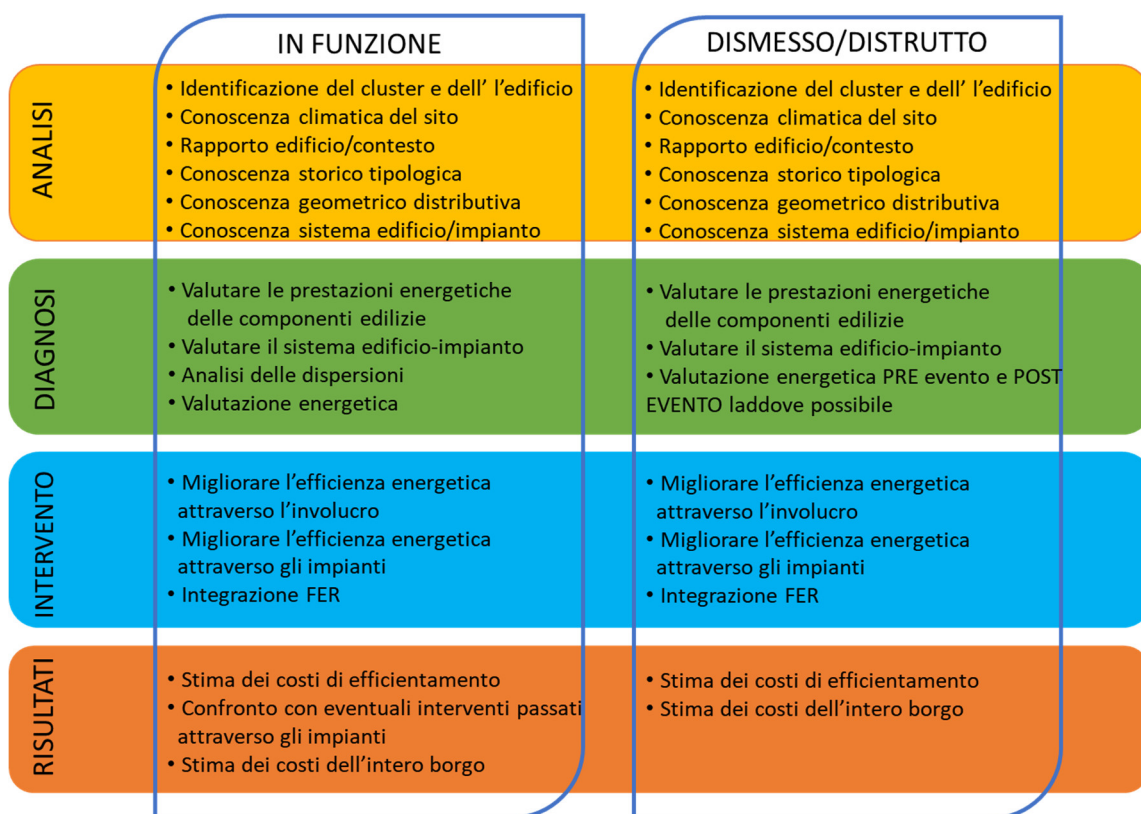 IN FUNZIONE
DISMESSO/DISTRUTTO
ANALISI
• Identificazione del cluster e dell' l'edificio
• Conoscenza climatica del sito
• Rapporto edificio/contesto
• Conoscenza storico tipologica
• Conoscenza geometrico distributiva
• Conoscenza sistema edificio/impianto
• Identificazione del cluster e dell' l'edificio
• Conoscenza climatica del sito
• Rapporto edificio/contesto
• Conoscenza storico tipologica
• Conoscenza geometrico distributiva
• Conoscenza sistema edificio/impianto
DIAGNOSI
• Valutare le prestazioni energetiche
delle componenti edilizie
• Valutare il sistema edificio-impianto
• Analisi delle dispersioni
• Valutazione energetica
• Valutare le prestazioni energetiche
delle componenti edilizie
• Valutare il sistema edificio-impianto
• Valutazione energetica PRE evento e POST
EVENTO laddove possibile
INTERVENTO
• Migliorare l'efficienza energetica
attraverso l'involucro
• Migliorare l'efficienza energetica
attraverso gli impianti
• Integrazione FER
• Migliorare l'efficienza energetica
attraverso l'involucro
• Migliorare l'efficienza energetica
attraverso gli impianti
• Integrazione FER
RISULTATI
• Stima dei costi di efficientamento
• Confronto con eventuali interventi passati
attraverso gli impianti
• Stima dei costi dell'intero borgo
• Stima dei costi di efficientamento
• Stima dei costi dell'intero borgo